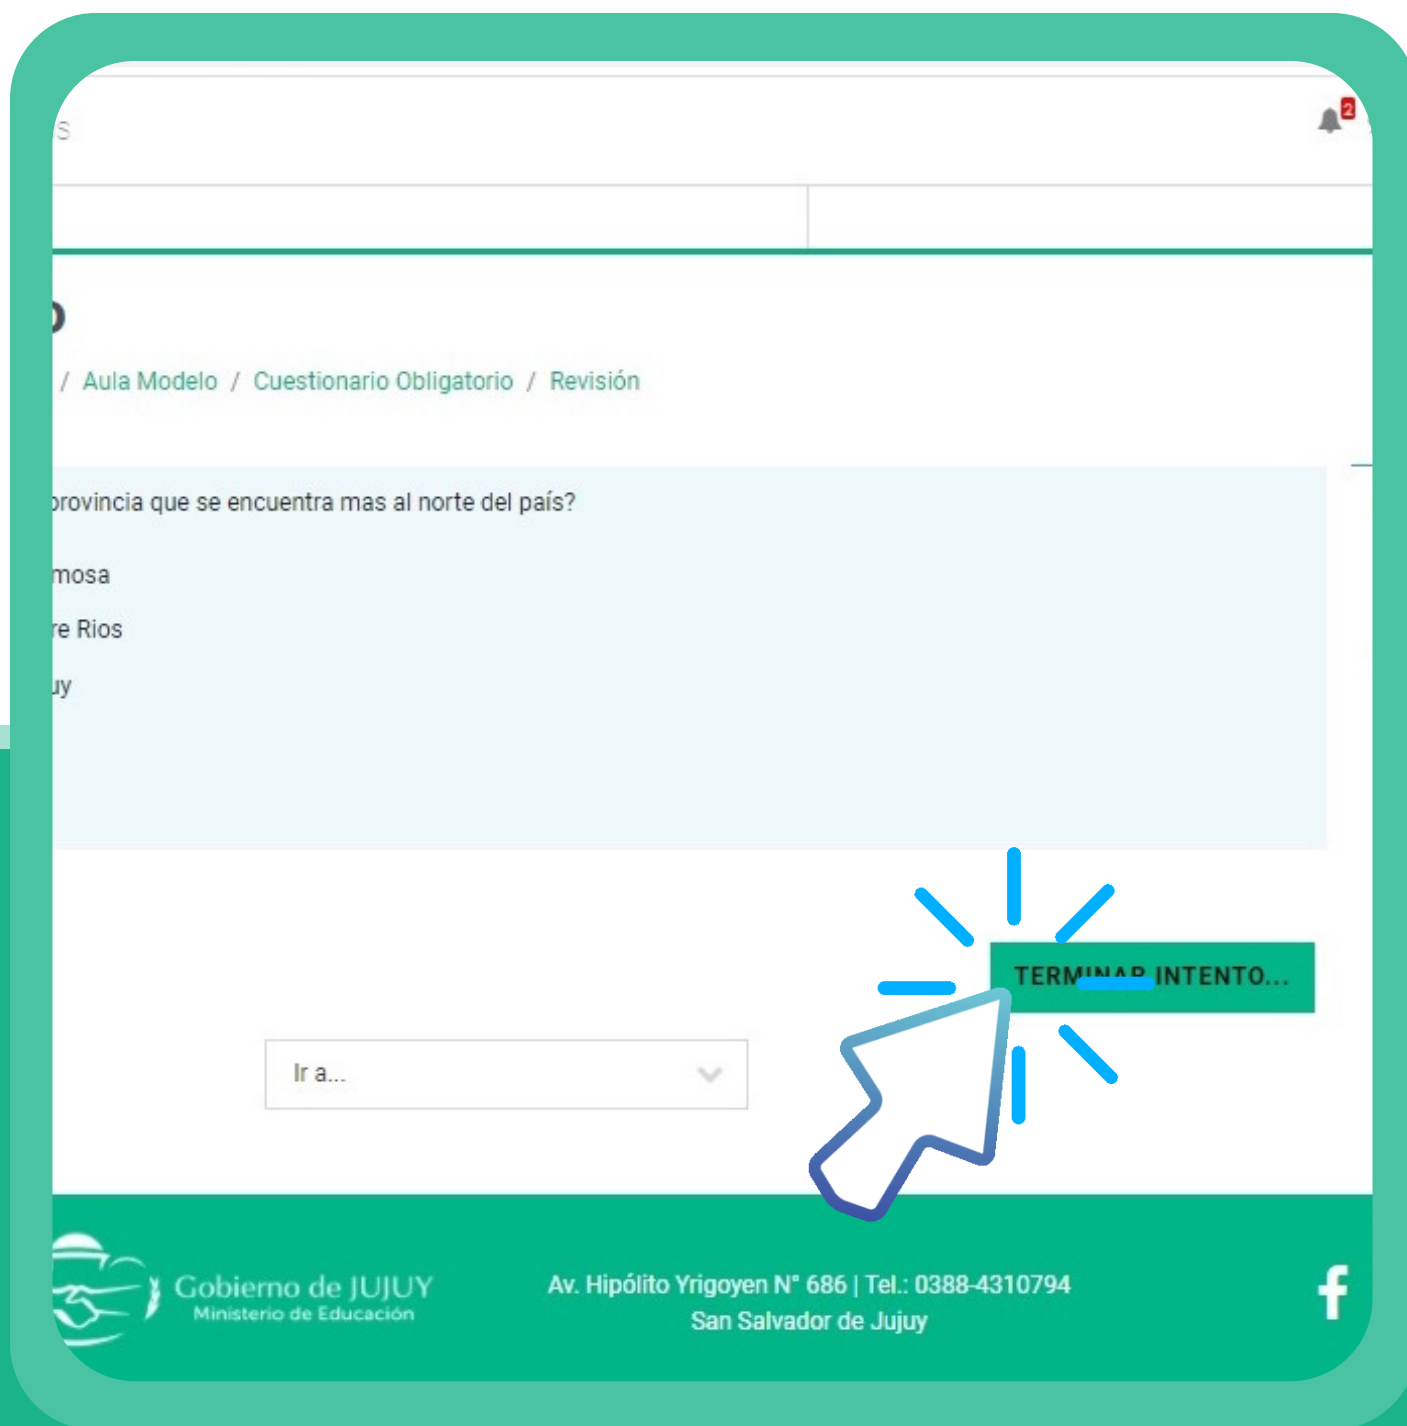 2
/ Aula Modelo / Cuestionario Obligatorio / Revisión
provincia que se encuentra mas al norte del país?
mosa
re Rios
uy
TERMINAR INTENTO...
Ir a...
Gobierno de JUJUY
Ministerio de Educación
Av. Hipólito Yrigoyen N° 686 | Tel.: 0388-4310794
San Salvador de Jujuy